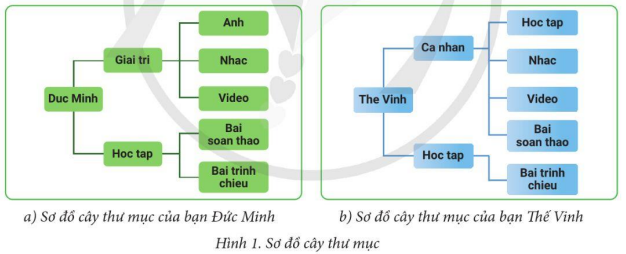 Duc Minh
Giai tri
Anh
Nhac
Video
Hoc tap
Bai
soan thao
Bai trinh
chieu
The Vinh
Ca nhan
Hoc tap
Nhac
Video
Bai
soan thao
Hoc tap
Bai trinh
chieu
a) Sơ đồ cây thư mục của bạn Đức Minh
b) Sơ đồ cây thư mục của bạn Thế Vinh
Hình 1. Sơ đồ cây thư mục